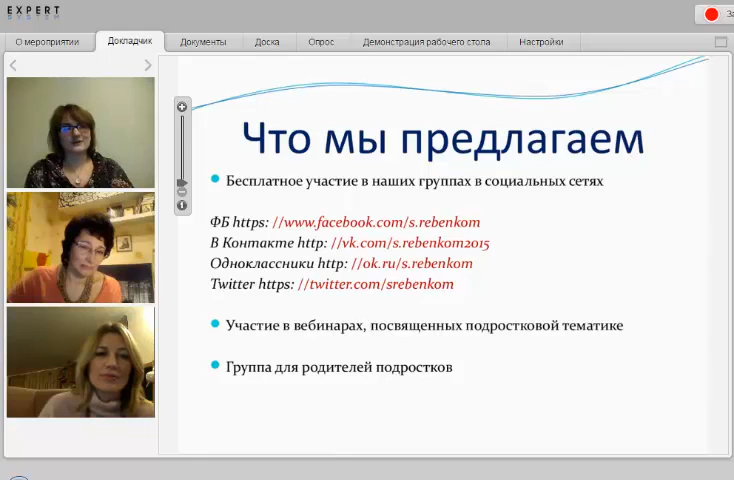 EXPERT
SYSTEM
За
О мероприятии
Докладчик
Документы
Доска
Опрос
Демонстрация рабочего стола
Настройки
Что мы предлагаем
Бесплатное участие в наших группах в социальных сетях
ФБ https: //www.facebook.com/s.rebenkom
В Контакте http: //vk.com/s.rebenkom2015
Одноклассники http: //ok.ru/s.rebenkom
Twitter https: //twitter.com/srebenkom
Участие в вебинарах, посвященных подростковой тематике
Группа для родителей подростков